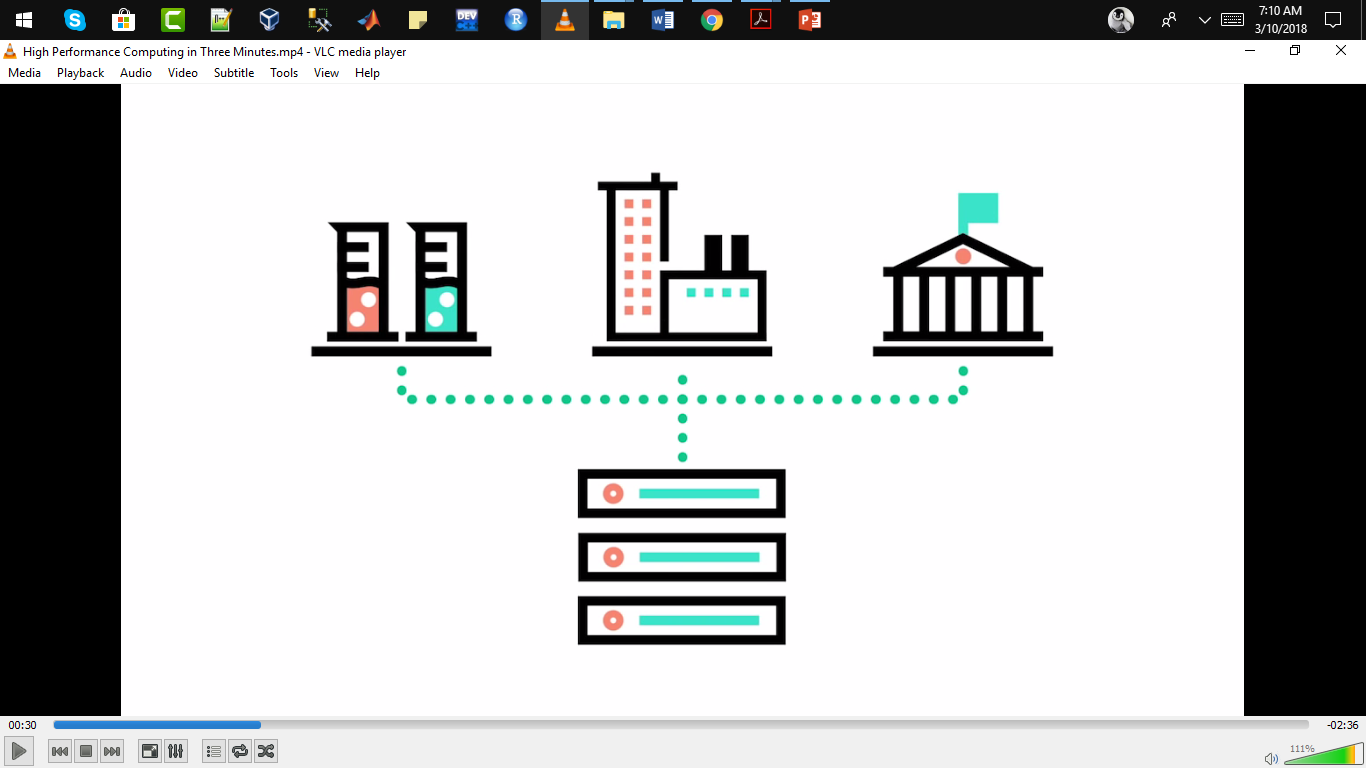 7:10 AM
3/10/2018
High Performance Computing in Three Minutes.mp4 - VLC media player
Media Playback Audio Video Subtitle Tools View Help
00:30 -02:36
111%